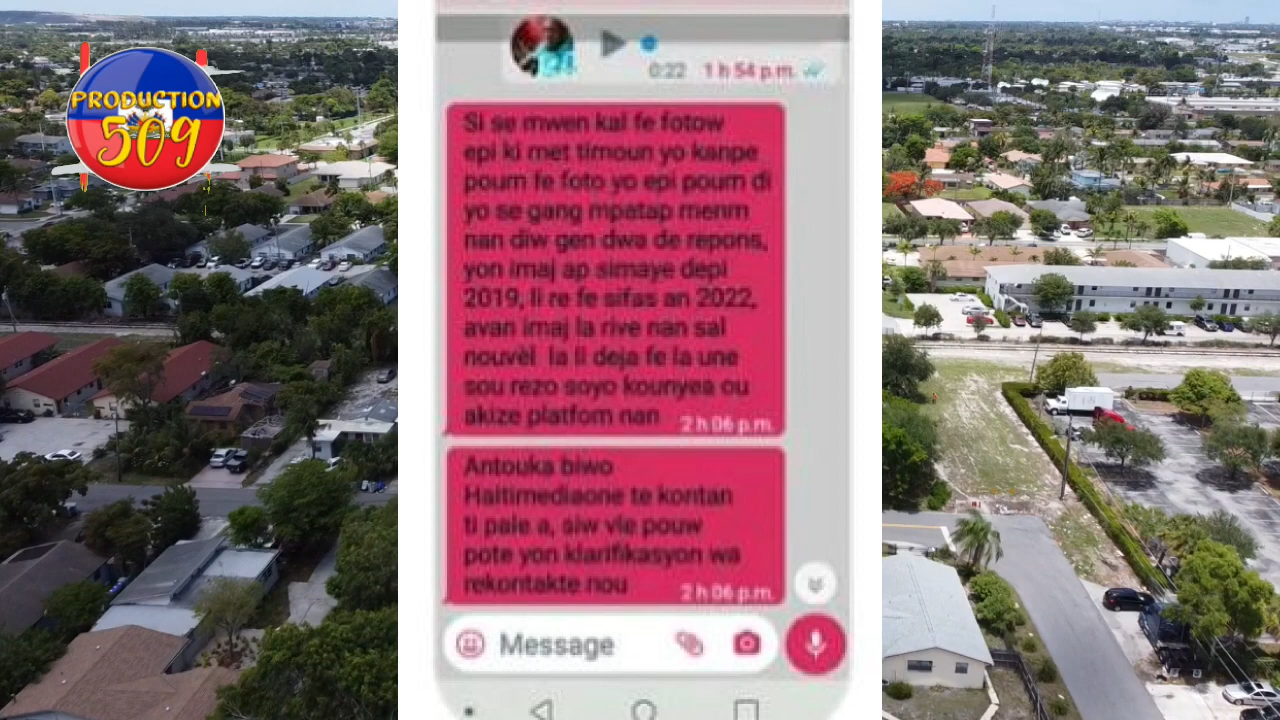 PRODUCTION
509
0:22 1 h 54 p.m.
Si se mwen kal fe fotow
epi ki met timoun yo kanpe
poum fe foto yo epi poum di
yo se gang mpatap menm
nan diw gen dwa de repons,
yon imaj ap simaye depi
2019, li re fe sifas an 2022,
avan imaj la rive nan sal
nouvèl la li deja fe la une
sou rezo soyo kounyea ou
akize platfom nan 2 h 06 p.m.
Antouka biwo
Haitimediaone te kontan
ti pale a, siw vle pouw
pote yon klarifikasyon wa
rekontakte nou 2 h 06 p.m.
Message